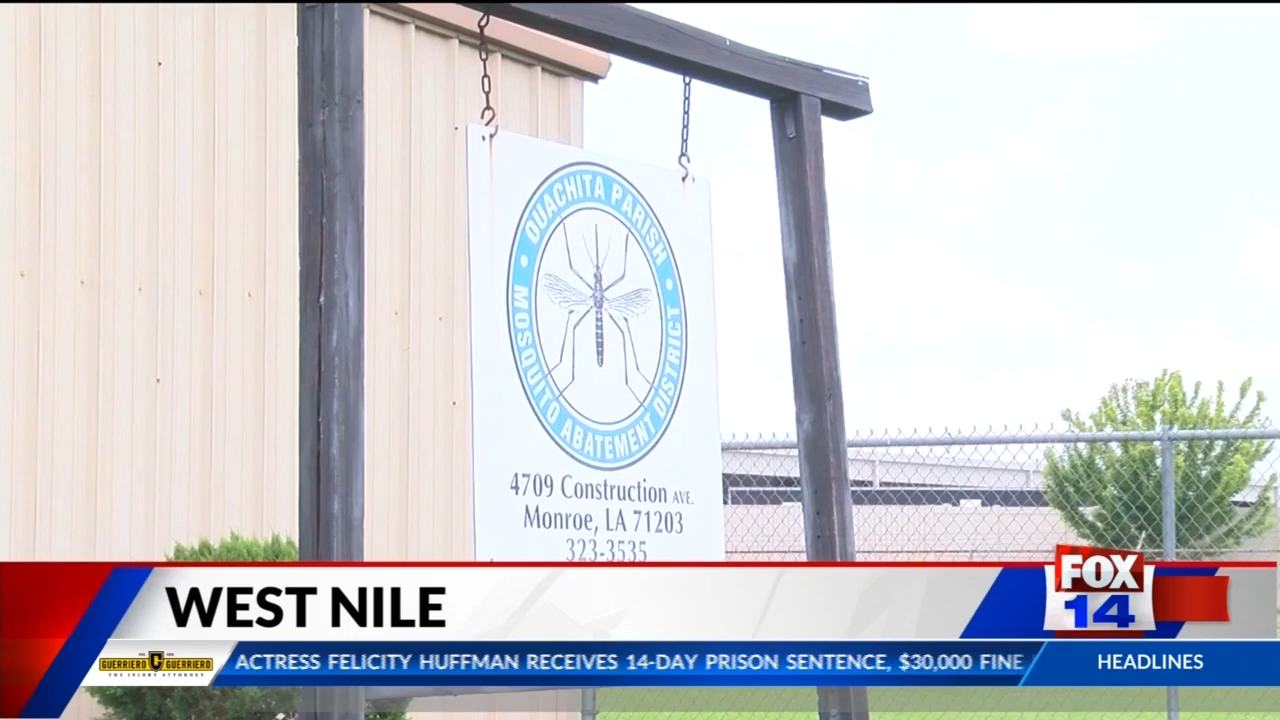 OUACHITA PARISH
MOSQUITO ABATEMENT DISTRICT
4709 Construction AVE.
Monroe, LA 71203
323-3535
WEST NILE
FOX
14
GUERRIERO GUERRIERO
THE INJURY ATTORNEY
ACTRESS FELICITY HUFFMAN RECEIVES 14-DAY PRISON SENTENCE, $30,000 FINE
HEADLINES